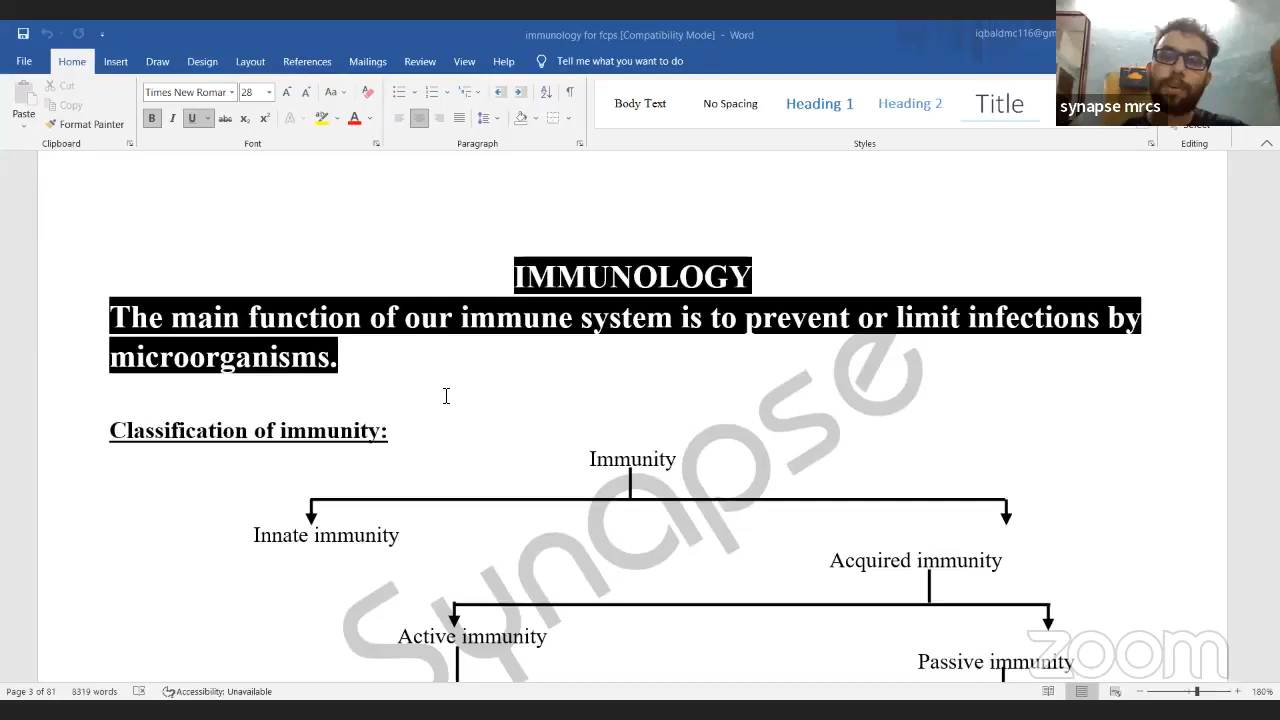 immunology for fcps [Compatibility Mode] - Word
iqbaldmc116@gm
File Home Insert Draw Design Layout References Mailings Review View Help Tell me what you want to do
Paste
Cut
Copy
Format Painter
Clipboard
Times New Roman 28
Font
Paragraph
Body Text No Spacing Heading 1 Heading 2 Title
Styles
Select
Editing
synapse mrcs
IMMUNOLOGY
The main function of our immune system is to prevent or limit infections by
microorganisms.
Classification of immunity:
Immunity
Innate immunity
Acquired immunity
Active immunity
Passive immunity
Synapse
zoom
Page 3 of 81 8319 words Accessibility: Unavailable 180%